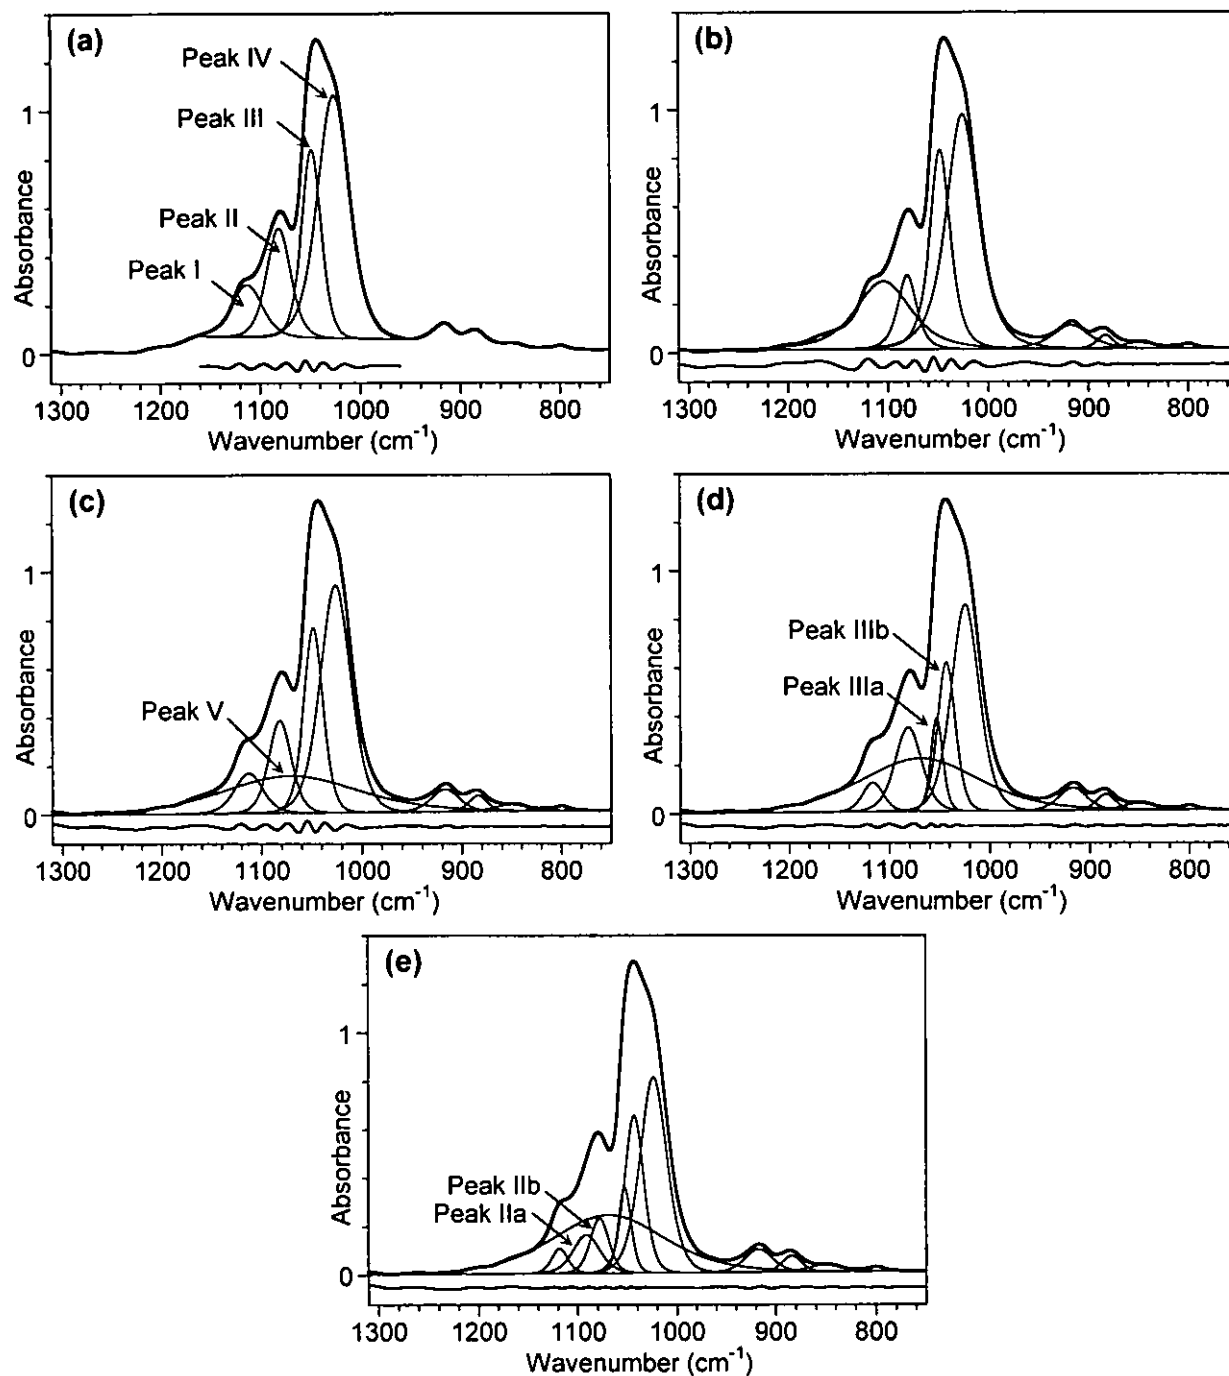 (a)
Peak IV
Peak III
Peak II
Peak I
1
0
Absorbance
1300 1200 1100 1000 900 800
Wavenumber (cm⁻¹)
(b)
1
0
Absorbance
1300 1200 1100 1000 900 800
Wavenumber (cm⁻¹)
(c)
Peak V
1
0
Absorbance
1300 1200 1100 1000 900 800
Wavenumber (cm⁻¹)
(d)
Peak IIIb
Peak IIIa
1
0
Absorbance
1300 1200 1100 1000 900 800
Wavenumber (cm⁻¹)
(e)
Peak IIb
Peak IIa
1
0
Absorbance
1300 1200 1100 1000 900 800
Wavenumber (cm⁻¹)